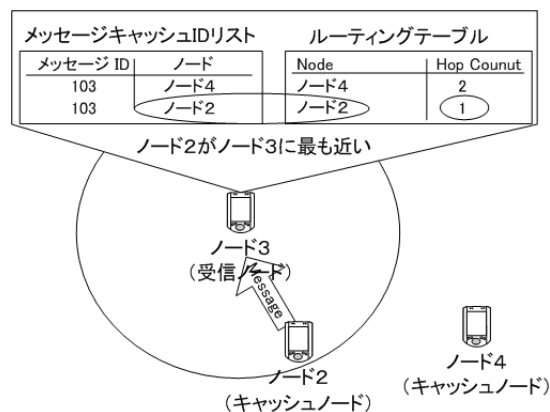 メッセージキャッシュIDリスト ルーティングテーブル
メッセージ ID ノード Node Hop Counut
103 ノード4 ノード4 2
103 ノード2 ノード2 1
ノード2がノード3に最も近い
ノード3
(受信ノード)
Message
ノード2
(キャッシュノード)
ノード4
(キャッシュノード)